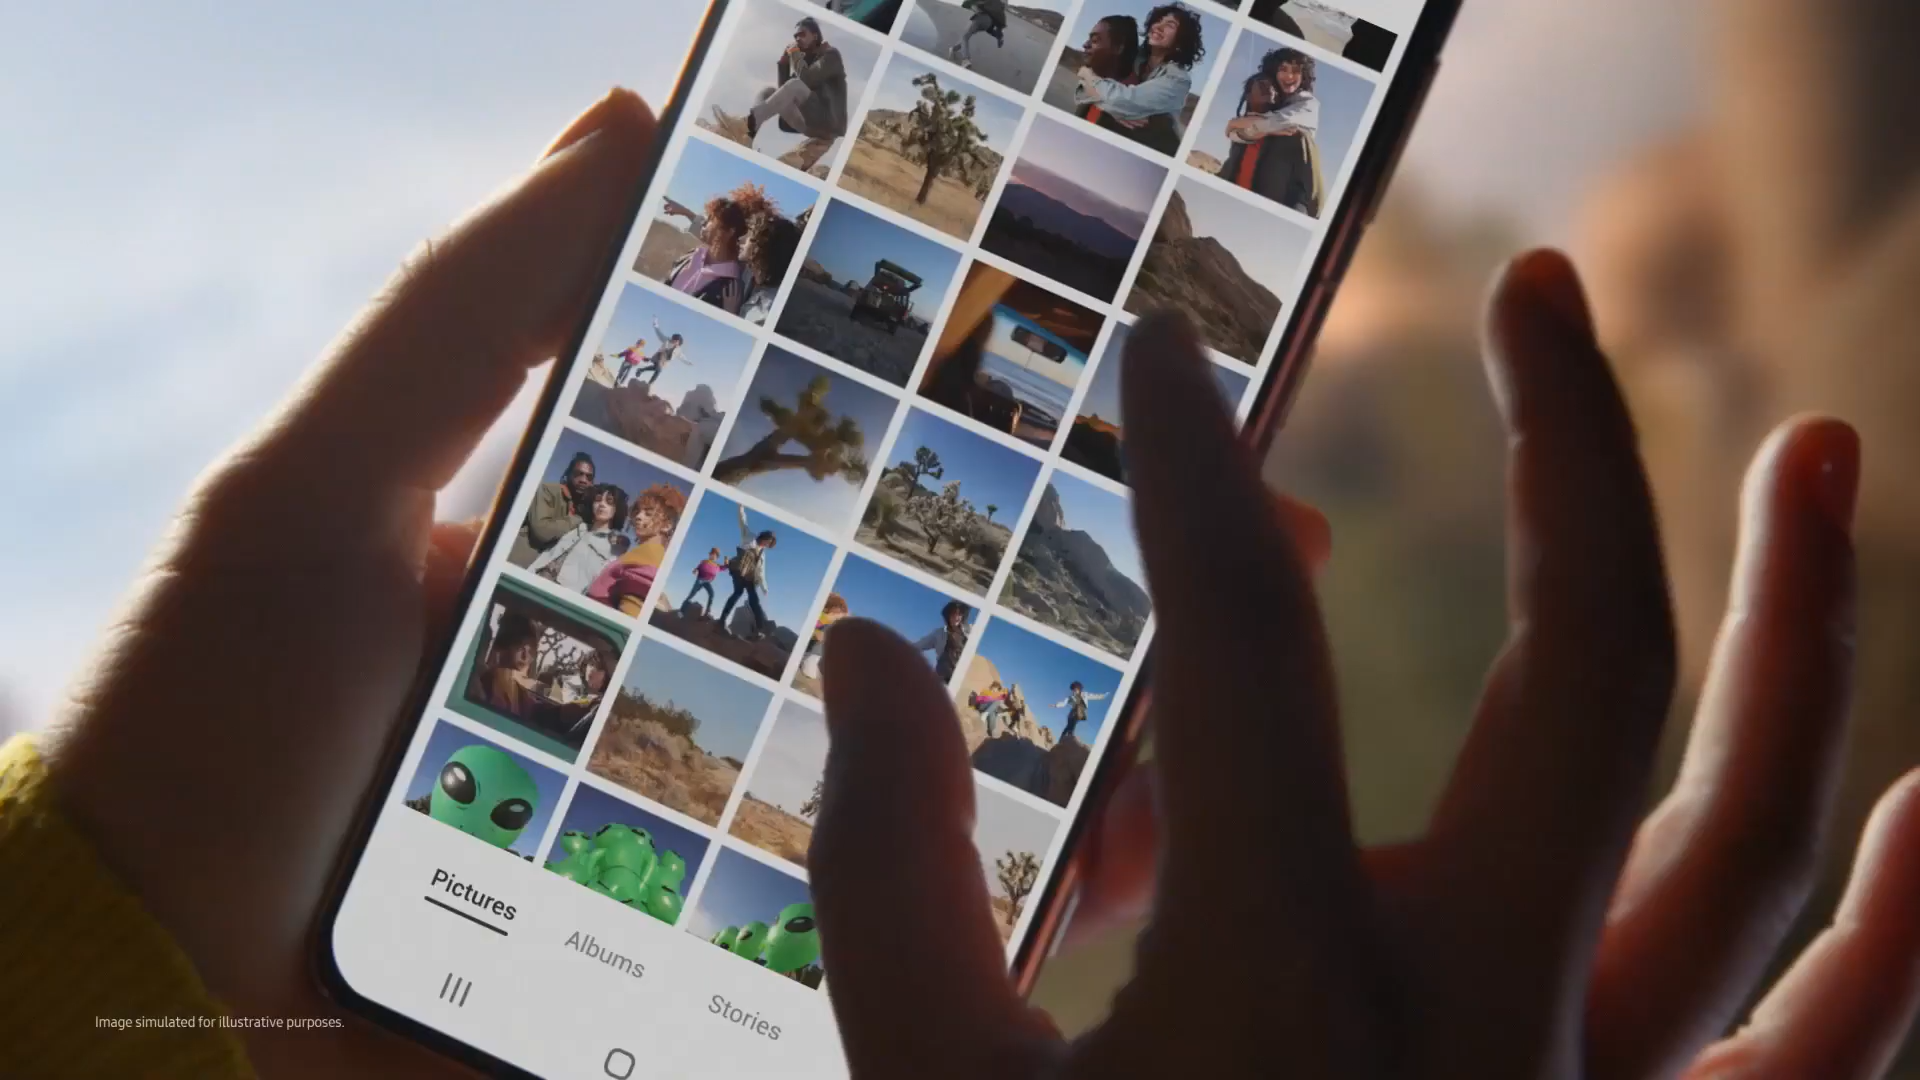 Pictures
Albums
Stories
Image simulated for illustrative purposes.